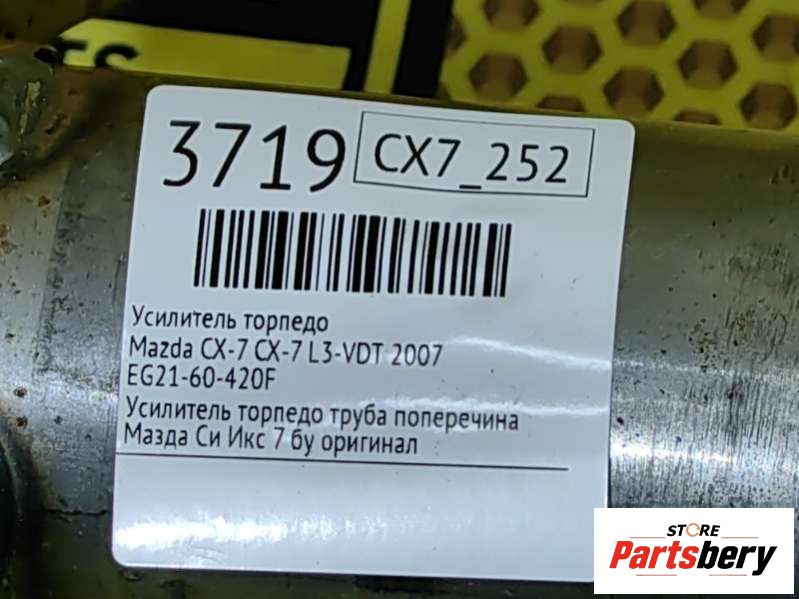 3719 CX7_252
Усилитель торпедо
Mazda CX-7 CX-7 L3-VDT 2007
EG21-60-420F
Усилитель торпедо труба поперечина
Мазда Си Икс 7 бу оригинал
STORE
Partsbery